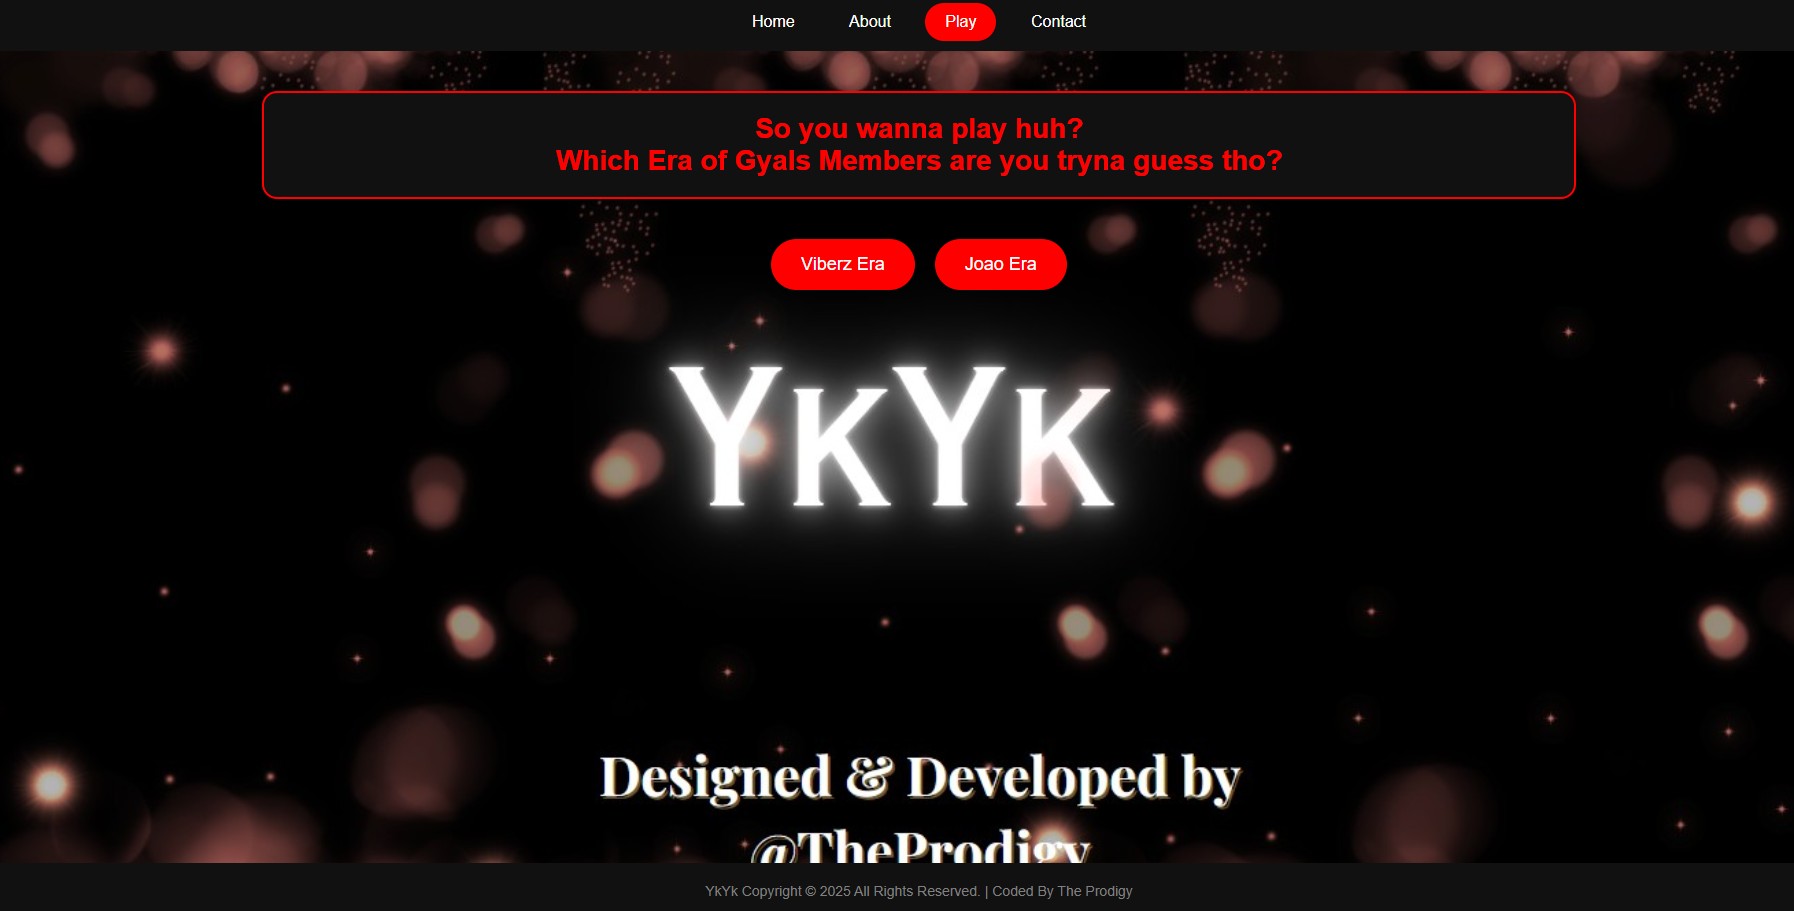 Home About Play Contact
So you wanna play huh?
Which Era of Gyals Members are you tryna guess tho?
Viberz Era Joao Era
YkYk
Designed & Developed by
@TheProdigy
YkYk Copyright © 2025 All Rights Reserved. | Coded By The Prodigy